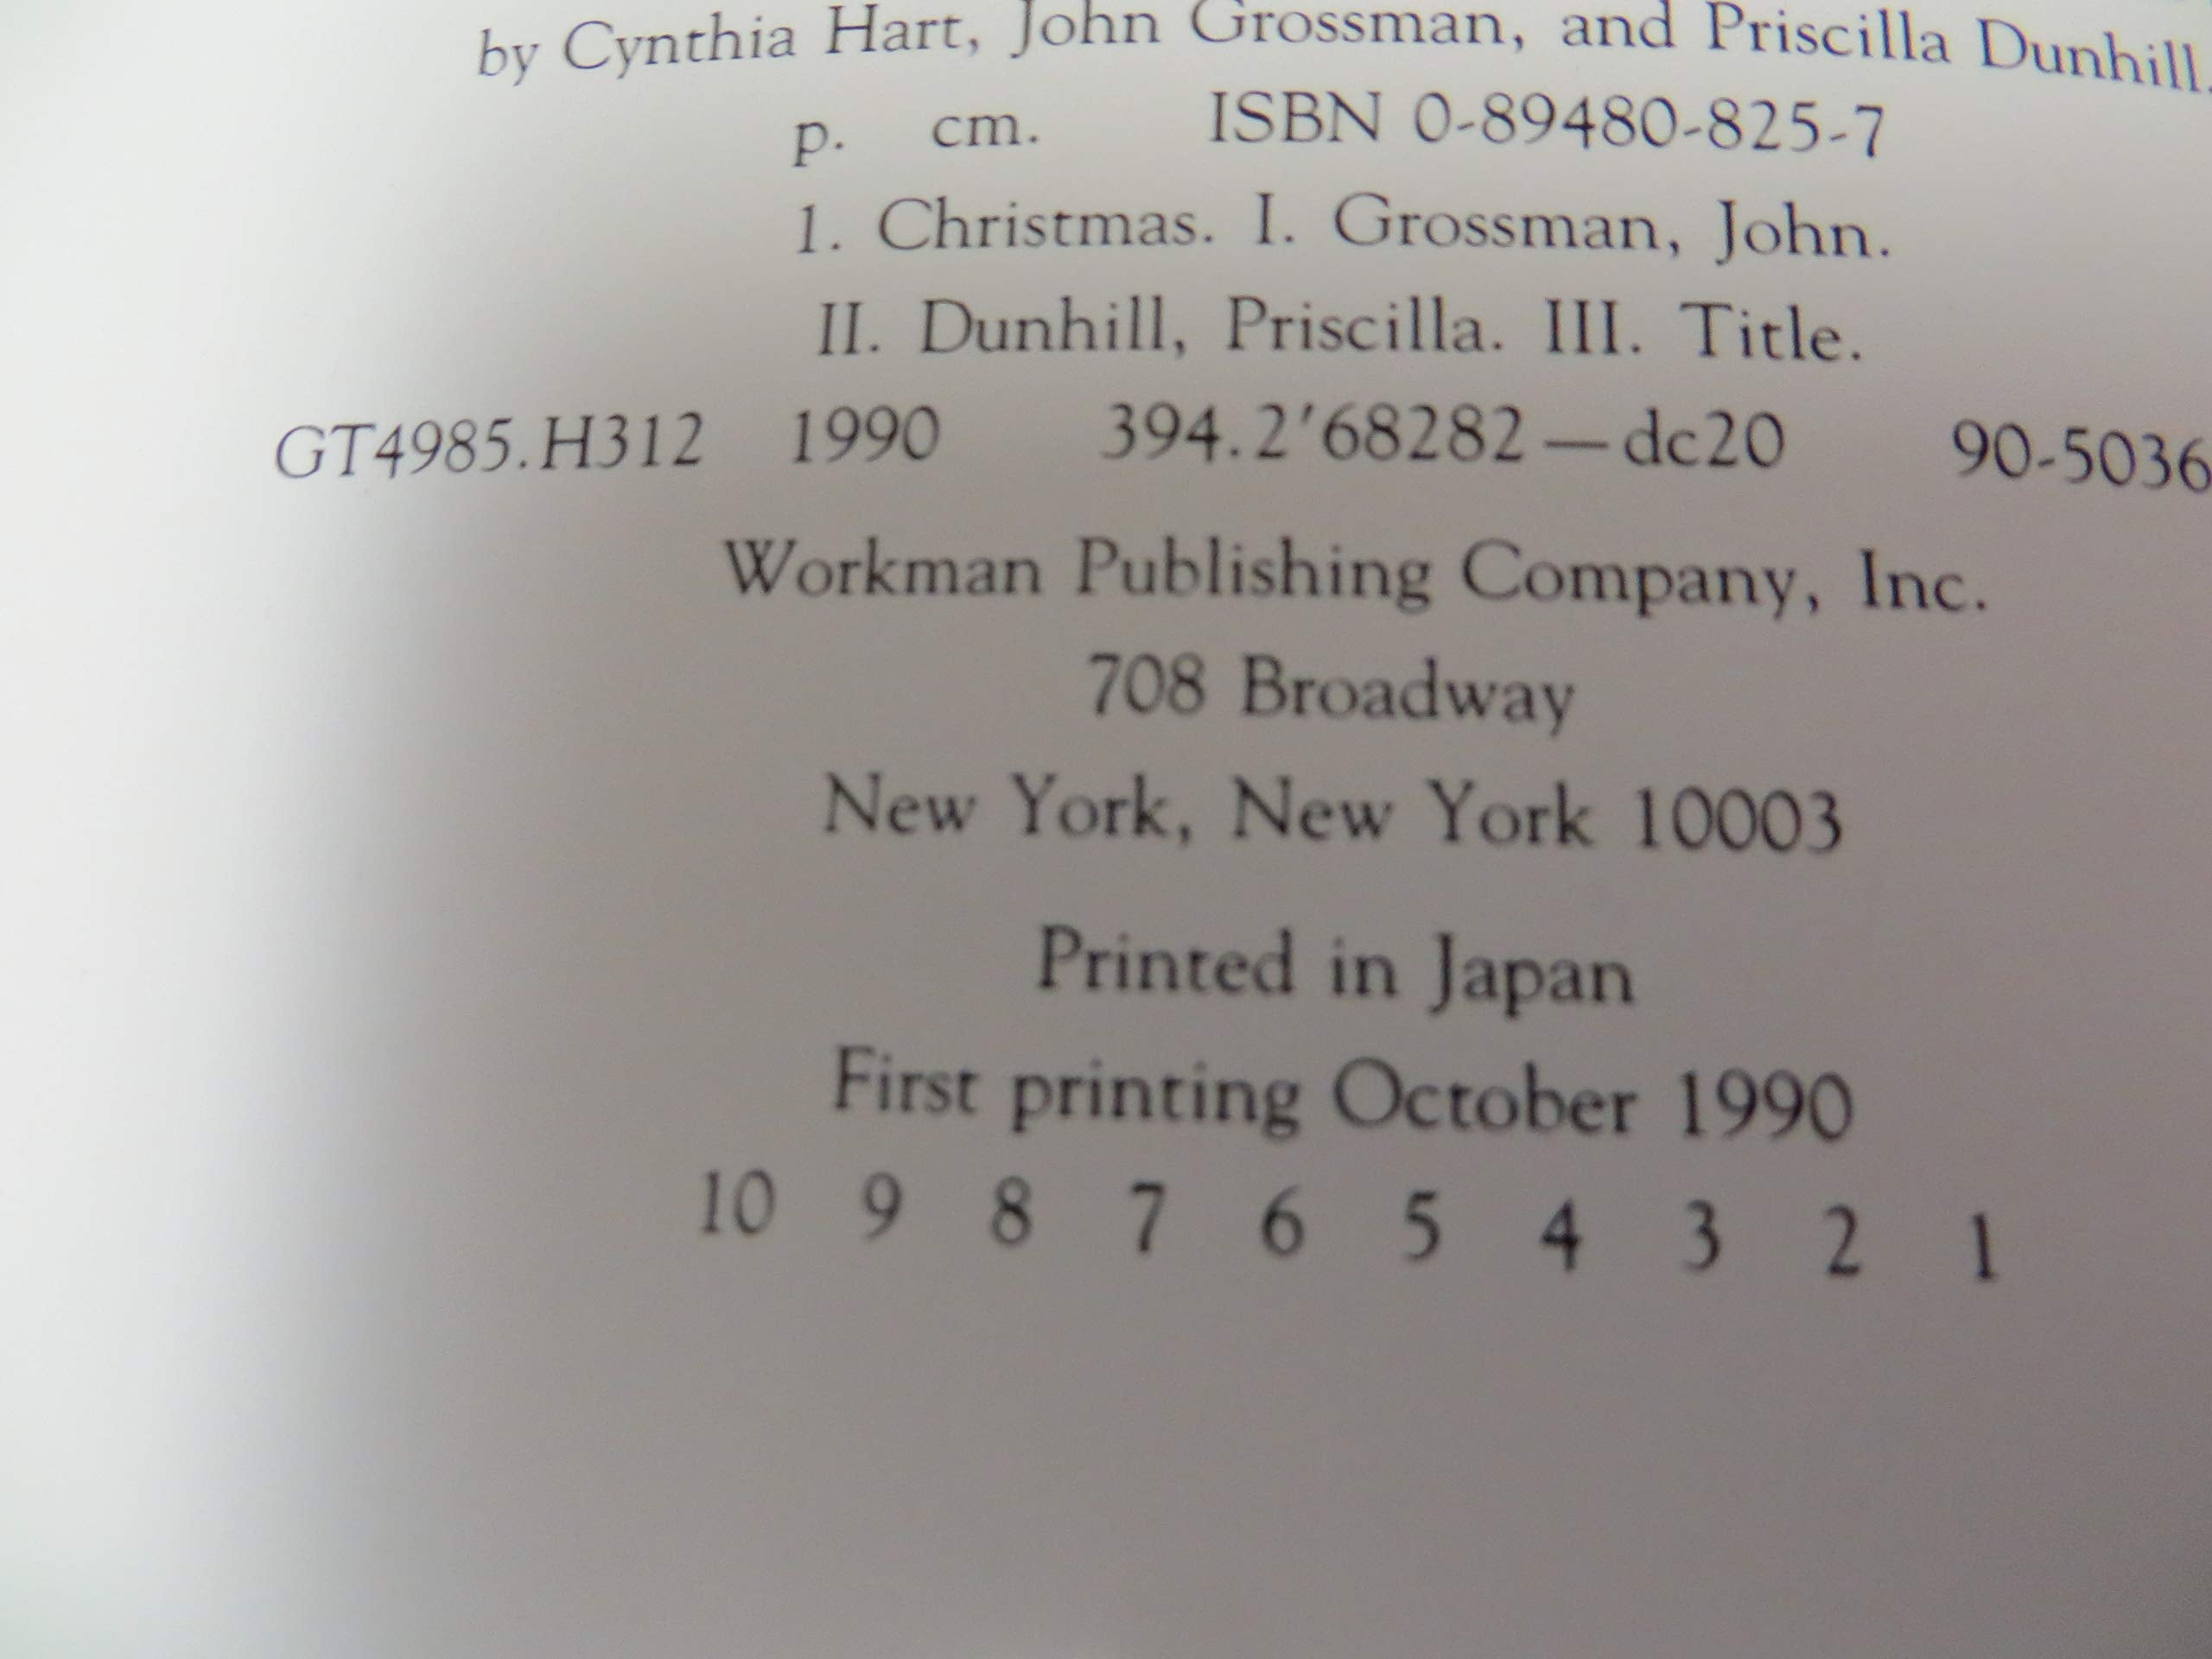 by Cynthia Hart, John Grossman, and Priscilla Dunhill.
p. cm. ISBN 0-89480-825-7
1. Christmas. I. Grossman, John.
II. Dunhill, Priscilla. III. Title.
GT4985.H312 1990 394.2'68282—dc20 90-5036
Workman Publishing Company, Inc.
708 Broadway
New York, New York 10003
Printed in Japan
First printing October 1990
10 9 8 7 6 5 4 3 2 1